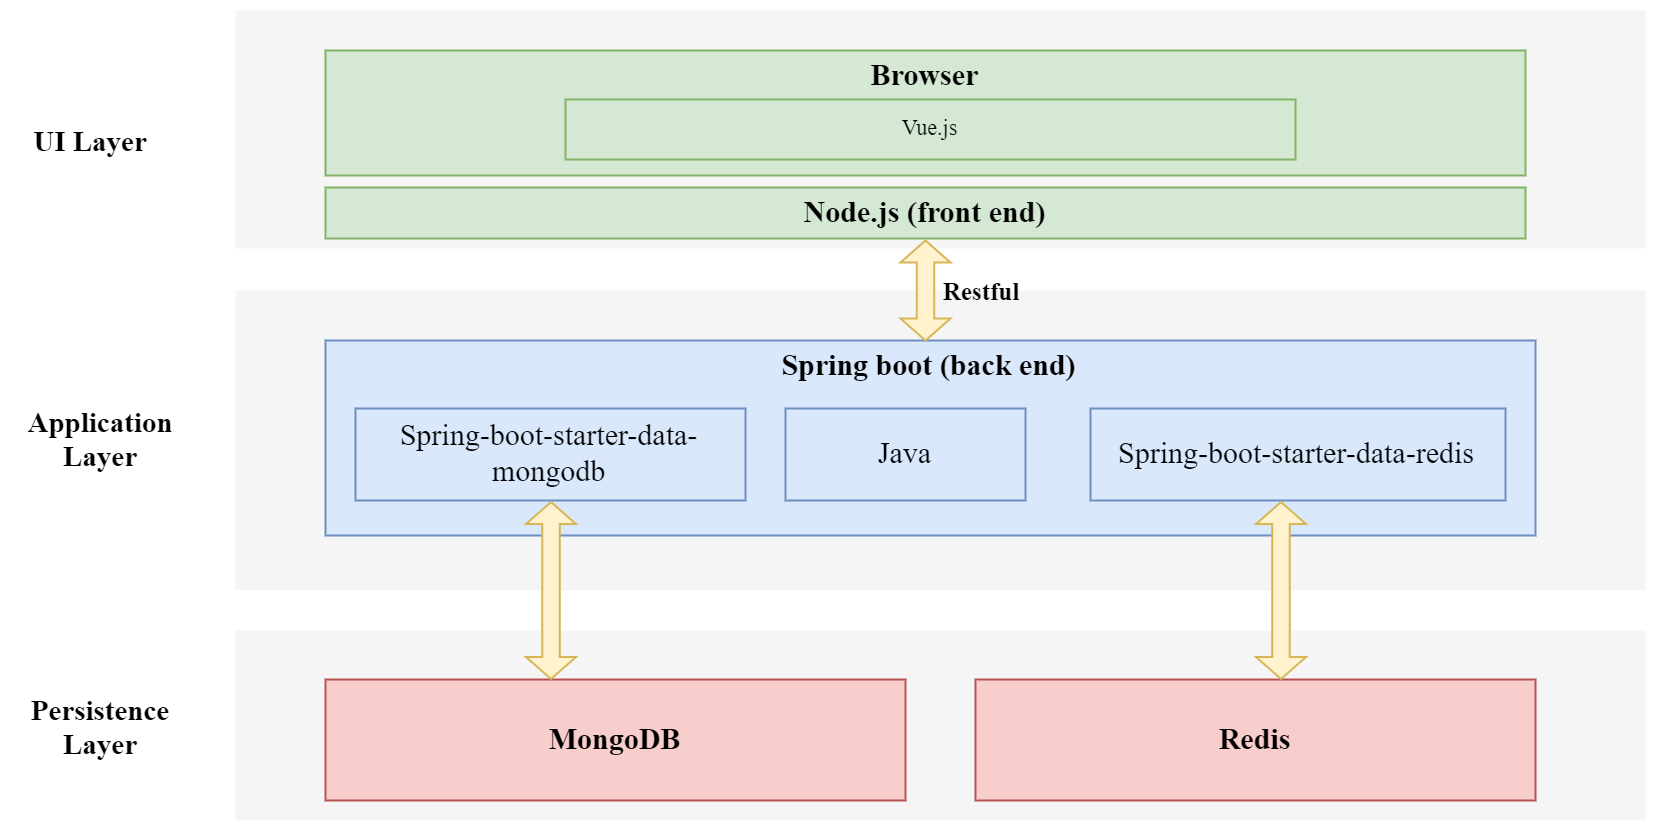 Browser
Vue.js
UI Layer
Node.js (front end)
Restful
Spring boot (back end)
Application
Layer
Spring-boot-starter-data-
mongodb
Java
Spring-boot-starter-data-redis
Persistence
Layer
MongoDB
Redis